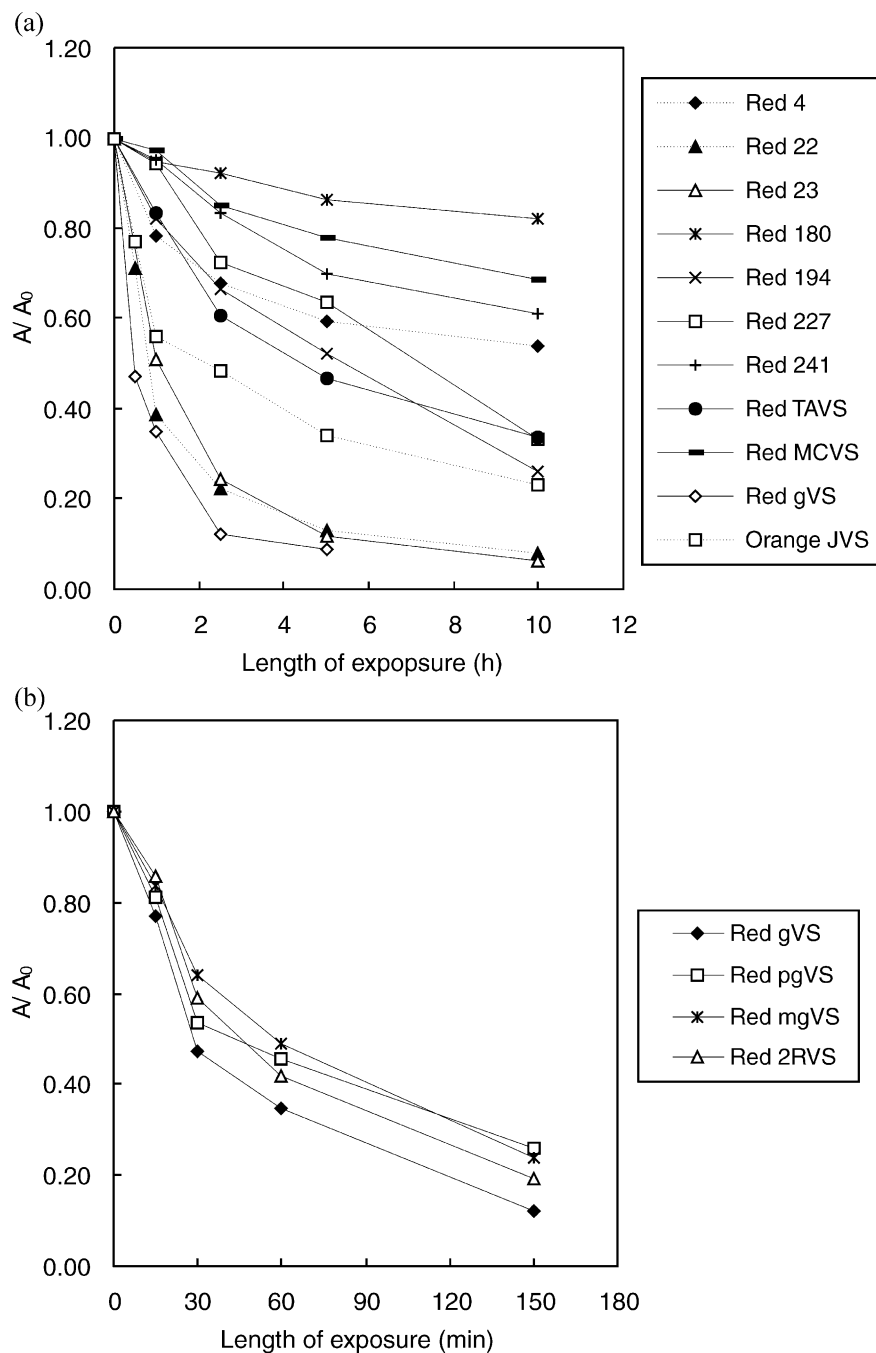 (a)
1.20
1.00
0.80
0.60
0.40
0.20
0.00
A/ A0
0 2 4 6 8 10 12
Length of expopsure (h)
Red 4
Red 22
Red 23
Red 180
Red 194
Red 227
Red 241
Red TAVS
Red MCVS
Red gVS
Orange JVS
(b)
1.20
1.00
0.80
0.60
0.40
0.20
0.00
A/ A0
0 30 60 90 120 150 180
Length of exposure (min)
Red gVS
Red pgVS
Red mgVS
Red 2RVS